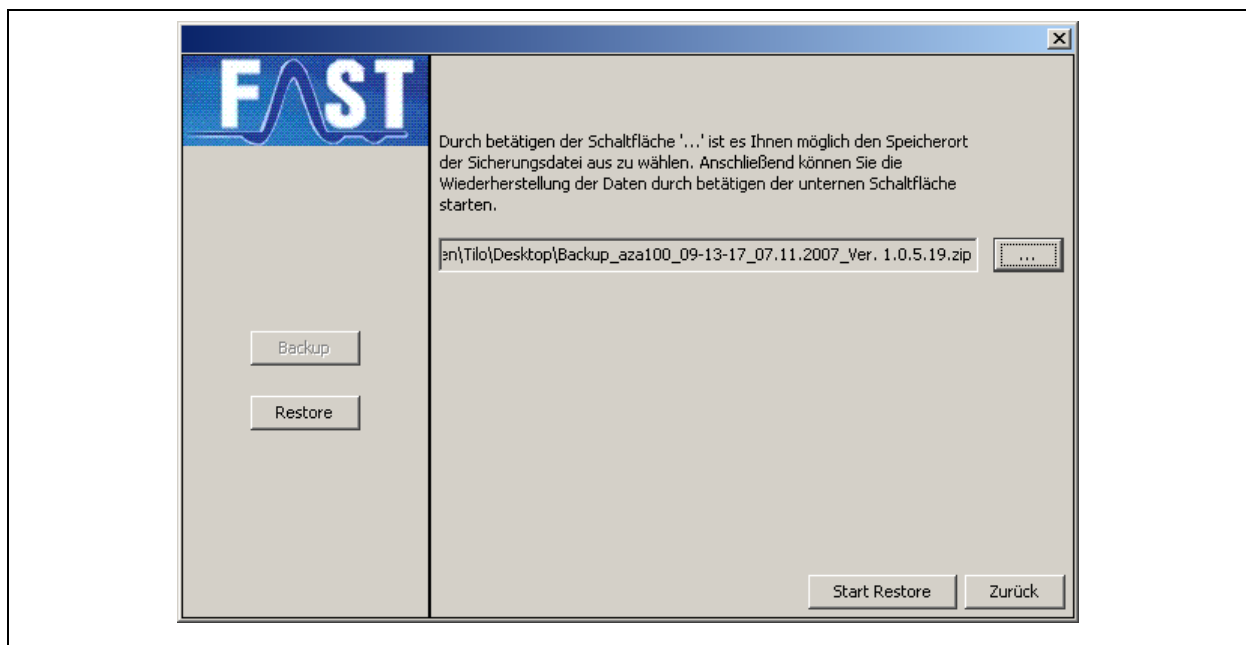 FAST
Durch betätigen der Schaltfläche '...' ist es Ihnen möglich den Speicherort
der Sicherungsdatei aus zu wählen. Anschließend können Sie die
Wiederherstellung der Daten durch betätigen der unternen Schaltfläche
starten.
en\Tilo\Desktop\Backup_aza100_09-13-17_07.11.2007_Ver. 1.0.5.19.zip
...
Backup
Restore
Start Restore
Zurück